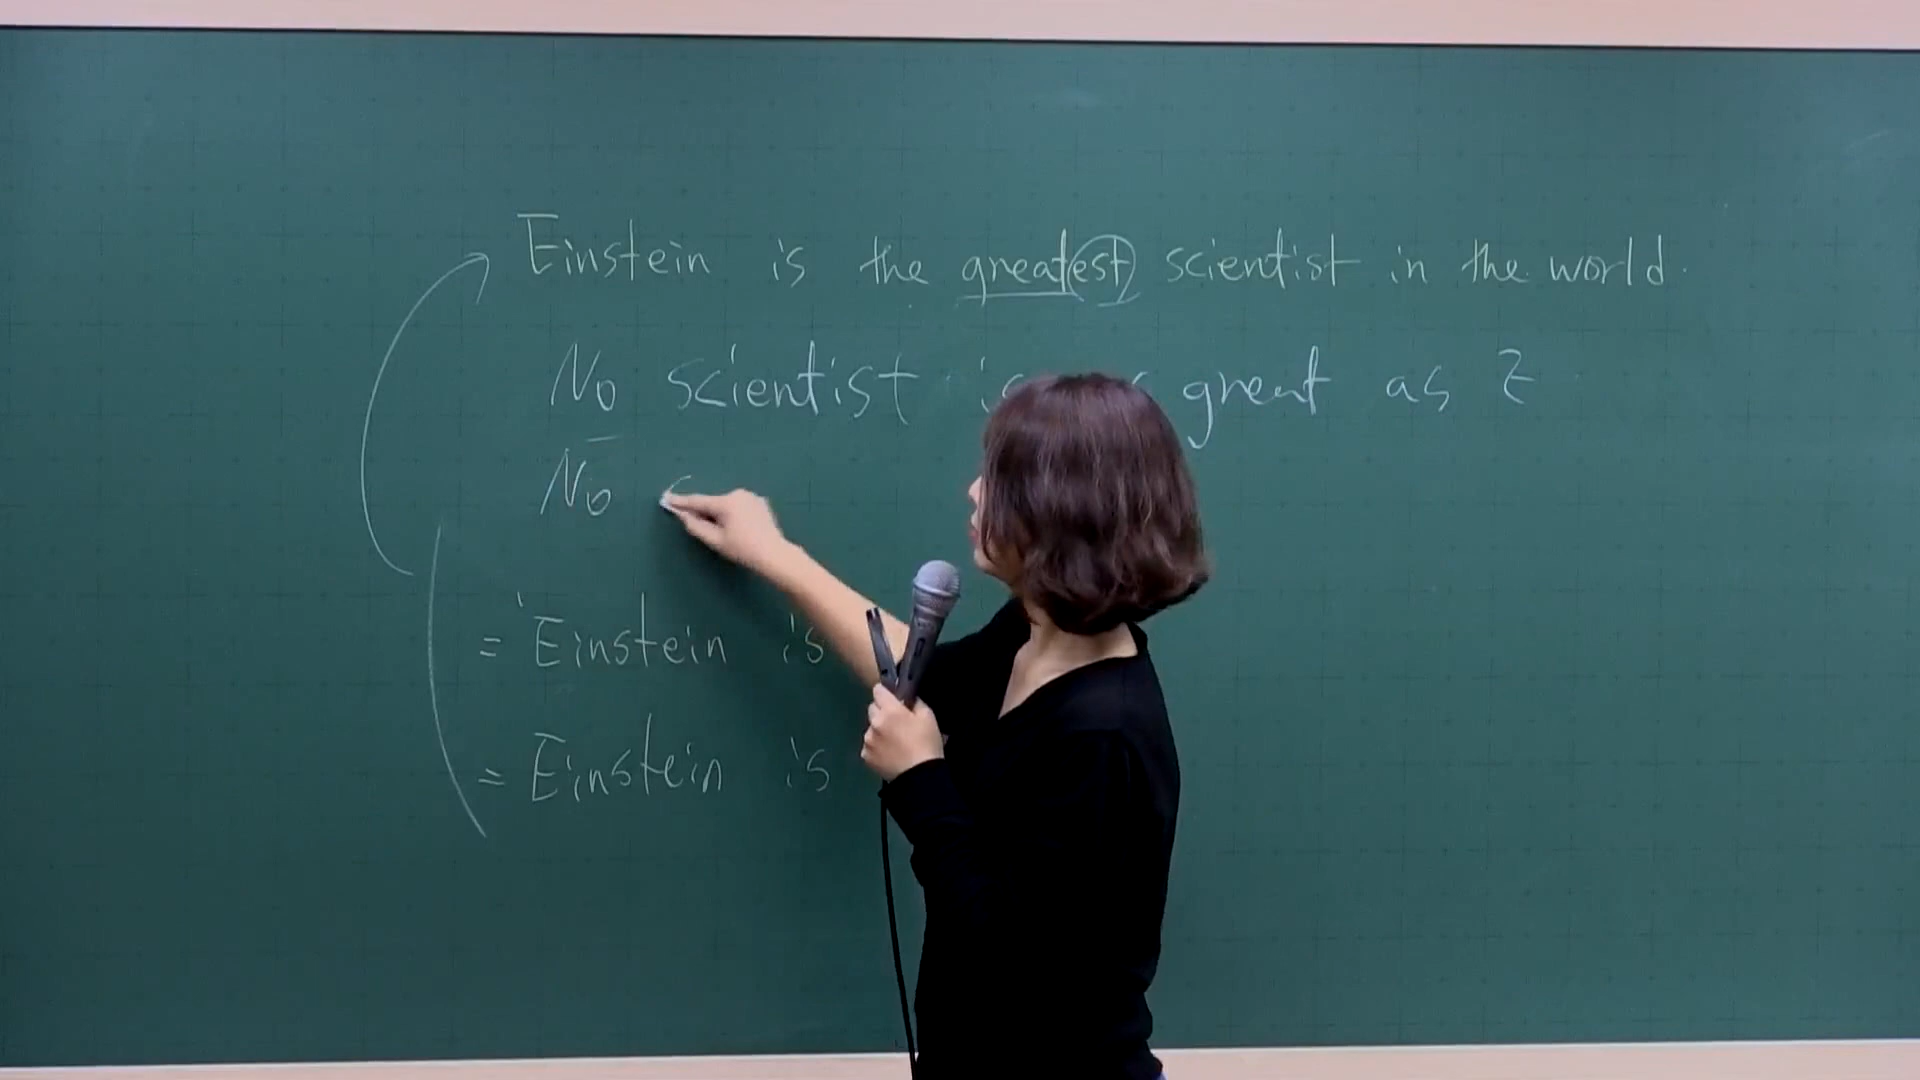 Einstein is the greatest scientist in the world.
No scientist great as E
No
= Einstein is
= Einstein is